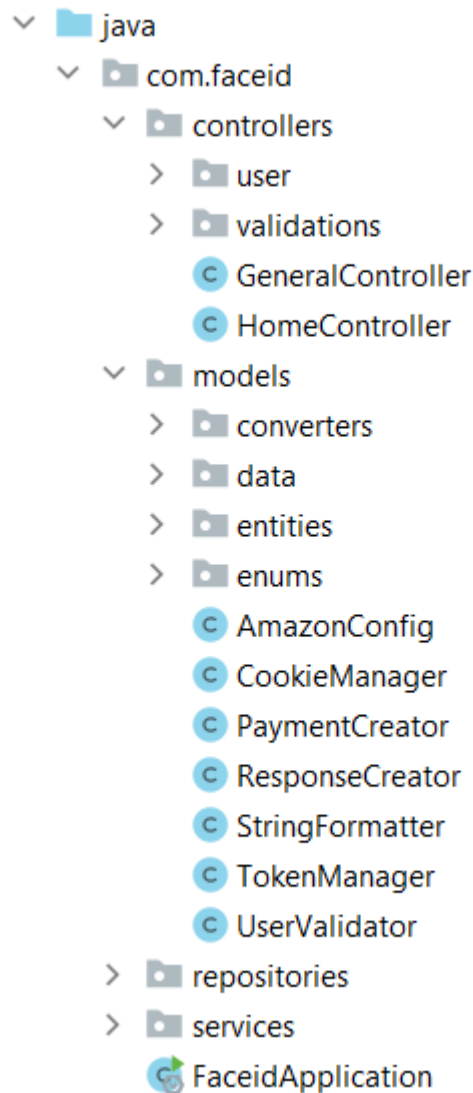 java
com.faceid
controllers
user
validations
C GeneralController
C HomeController
models
converters
data
entities
enums
C AmazonConfig
C CookieManager
C PaymentCreator
C ResponseCreator
C StringFormatter
C TokenManager
C UserValidator
repositories
services
C FaceidApplication